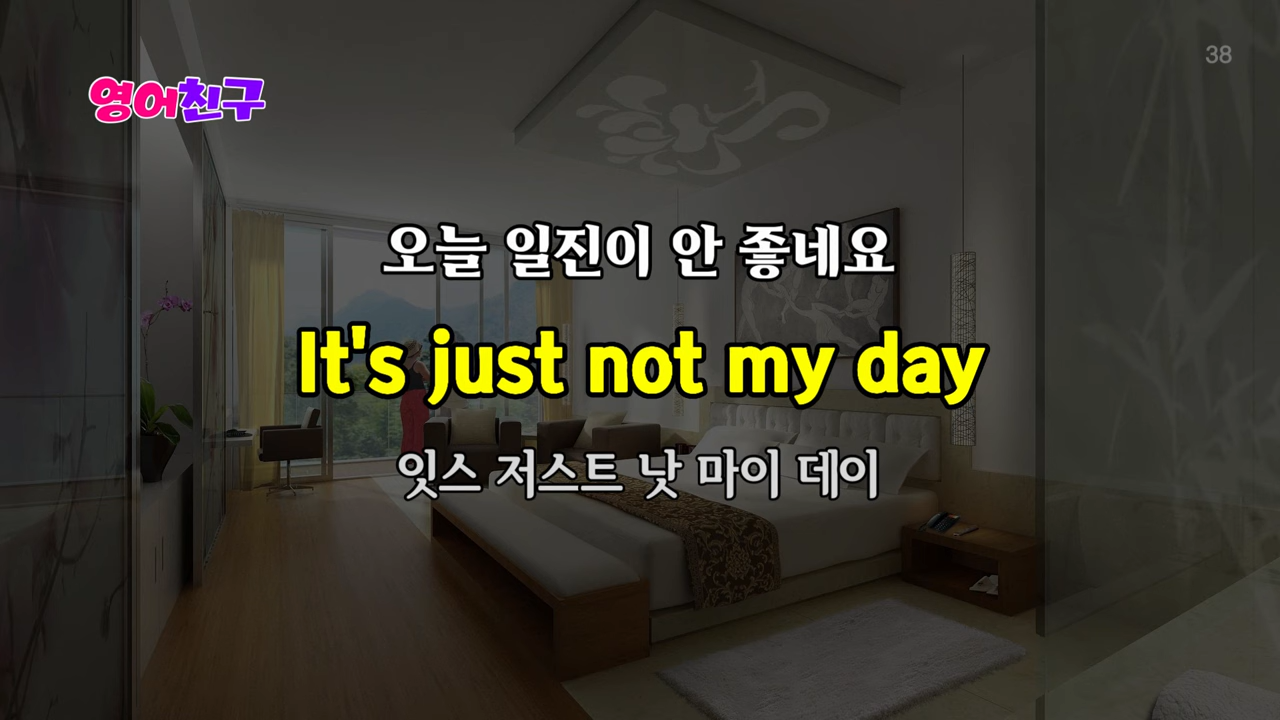 38
영어친구
오늘 일진이 안 좋네요
It's just not my day
잇스 저스트 낫 마이 데이